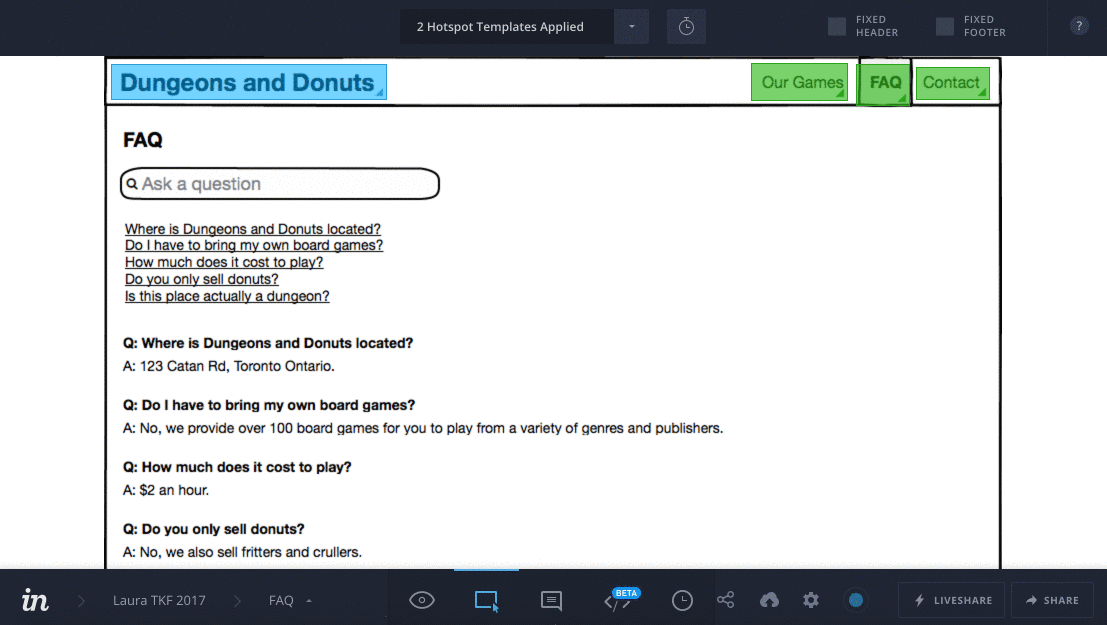 2 Hotspot Templates Applied
FIXED HEADER
FIXED FOOTER
?
Dungeons and Donuts
Our Games
FAQ
Contact
FAQ
Ask a question
Where is Dungeons and Donuts located?
Do I have to bring my own board games?
How much does it cost to play?
Do you only sell donuts?
Is this place actually a dungeon?
Q: Where is Dungeons and Donuts located?
A: 123 Catan Rd, Toronto Ontario.
Q: Do I have to bring my own board games?
A: No, we provide over 100 board games for you to play from a variety of genres and publishers.
Q: How much does it cost to play?
A: $2 an hour.
Q: Do you only sell donuts?
A: No, we also sell fritters and crullers.
in
Laura TKF 2017
FAQ
BETA
LIVESHARE
SHARE